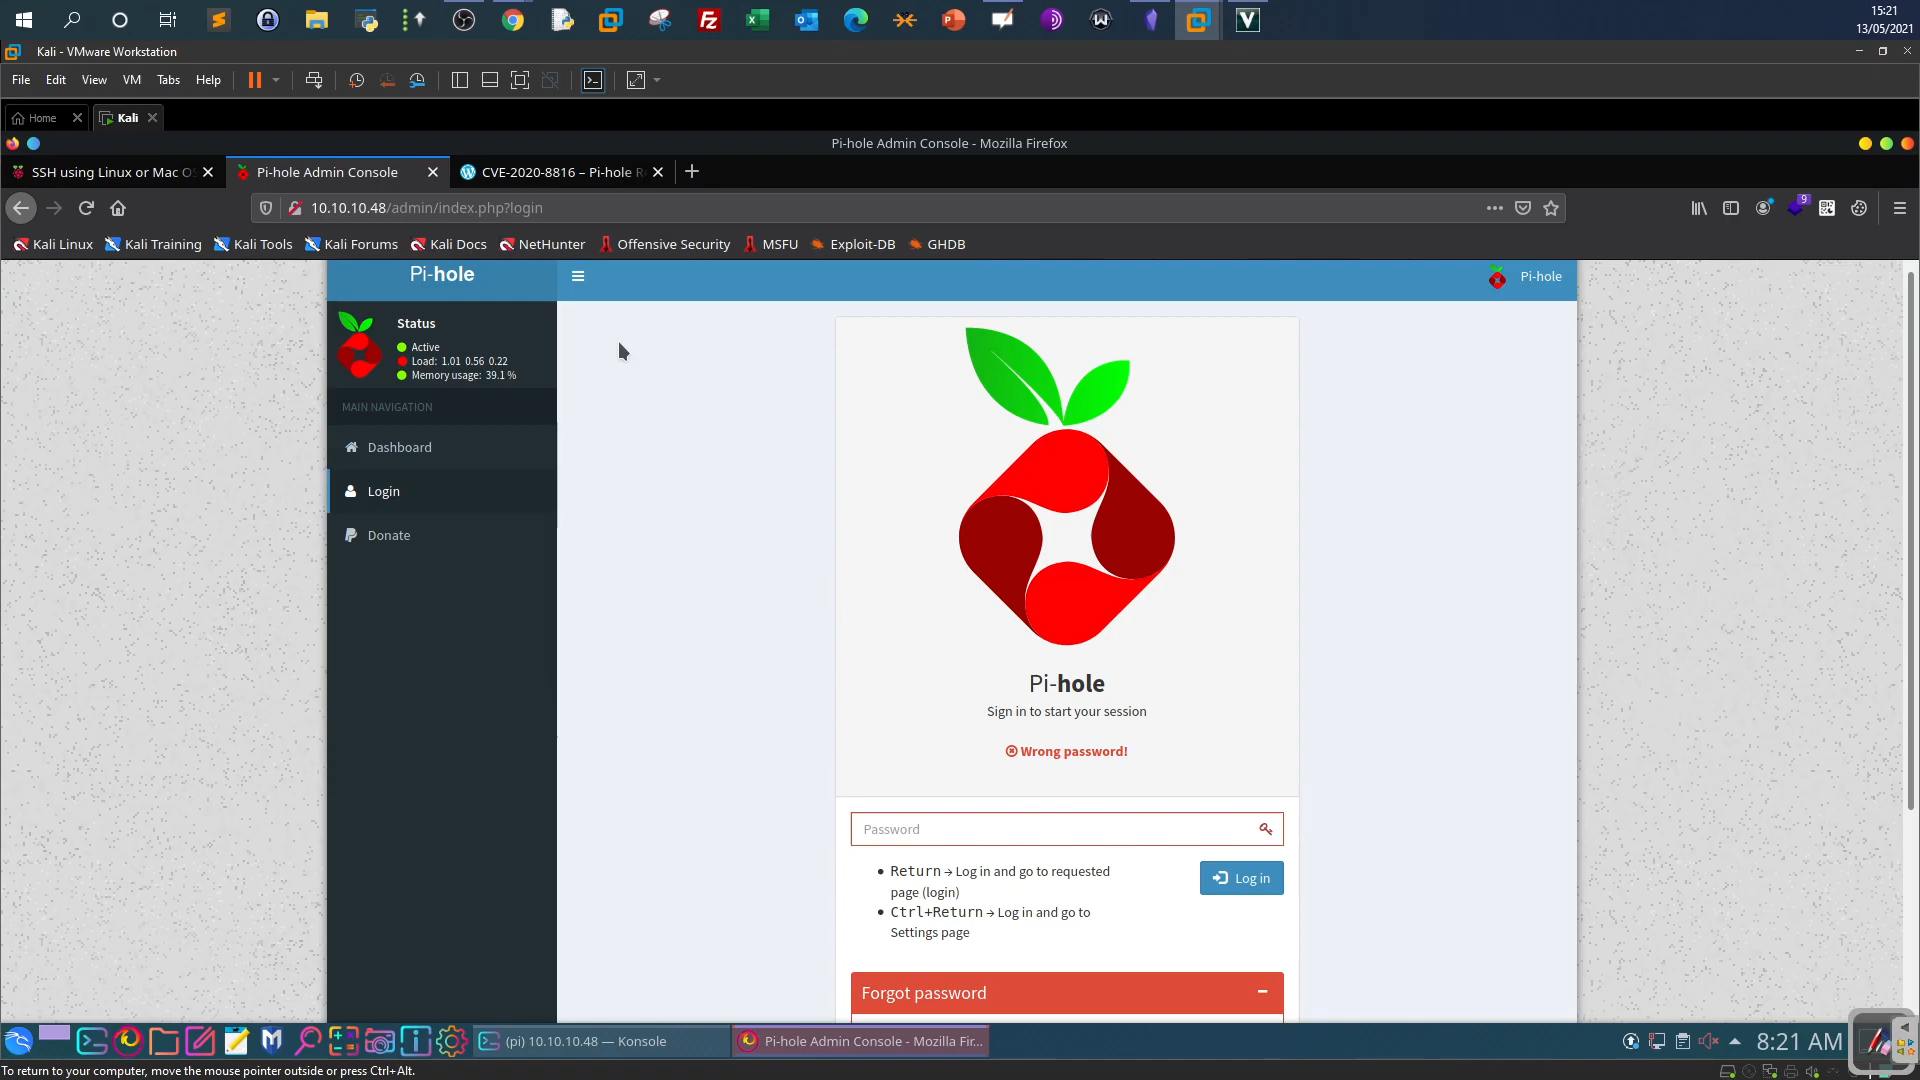 15:21
13/05/2021
Kali - VMware Workstation
File Edit View VM Tabs Help
Home Kali
Pi-hole Admin Console - Mozilla Firefox
SSH using Linux or Mac OS Pi-hole Admin Console CVE-2020-8816 – Pi-hole R
10.10.10.48/admin/index.php?login
9
Kali Linux Kali Training Kali Tools Kali Forums Kali Docs NetHunter Offensive Security MSFU Exploit-DB GHDB
Pi-hole
Pi-hole
Status
Active
Load: 1.01 0.56 0.22
Memory usage: 39.1 %
MAIN NAVIGATION
Dashboard
Login
Donate
Pi-hole
Sign in to start your session
Wrong password!
Password
Return → Log in and go to requested
page (login)
Ctrl+Return → Log in and go to
Settings page
Log in
Forgot password
(pi) 10.10.10.48 — Konsole
Pi-hole Admin Console - Mozilla Fir...
8:21 AM
To return to your computer, move the mouse pointer outside or press Ctrl+Alt.